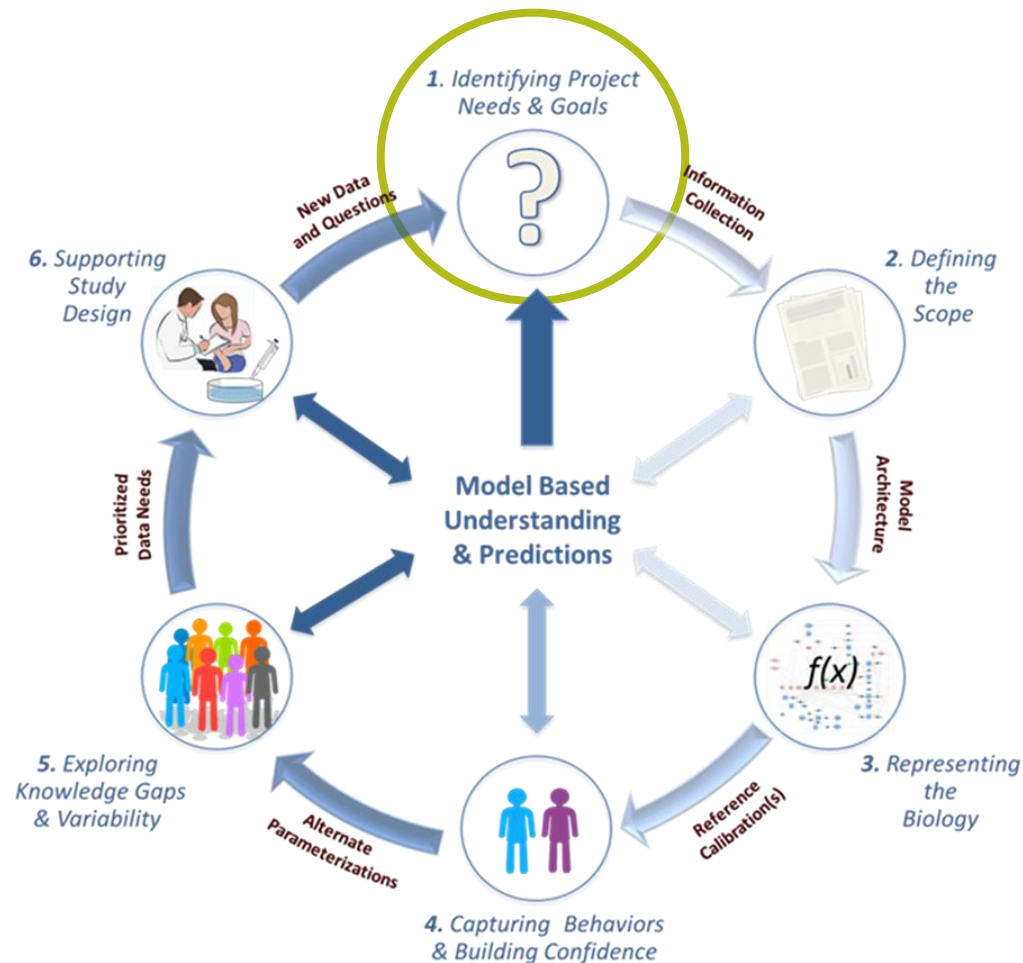 1. Identifying Project
Needs & Goals
Information
Collection
2. Defining
the
Scope
Model
Architecture
f(x)
3. Representing
the
Biology
Reference
Calibration(s)
4. Capturing Behaviors
& Building Confidence
Alternate
Parameterizations
5. Exploring
Knowledge Gaps
& Variability
Prioritized
Data Needs
6. Supporting
Study
Design
New Data
and Questions
Model Based
Understanding
& Predictions